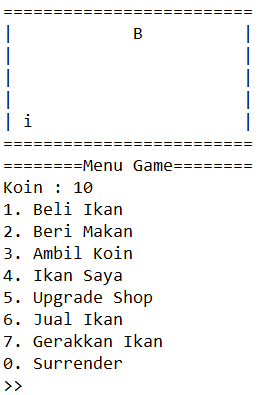 =========================
|            B          |
|                       |
|                       |
|                       |
| i                     |
=========================
========Menu Game========
Koin : 10
1. Beli Ikan
2. Beri Makan
3. Ambil Koin
4. Ikan Saya
5. Upgrade Shop
6. Jual Ikan
7. Gerakkan Ikan
0. Surrender
>>